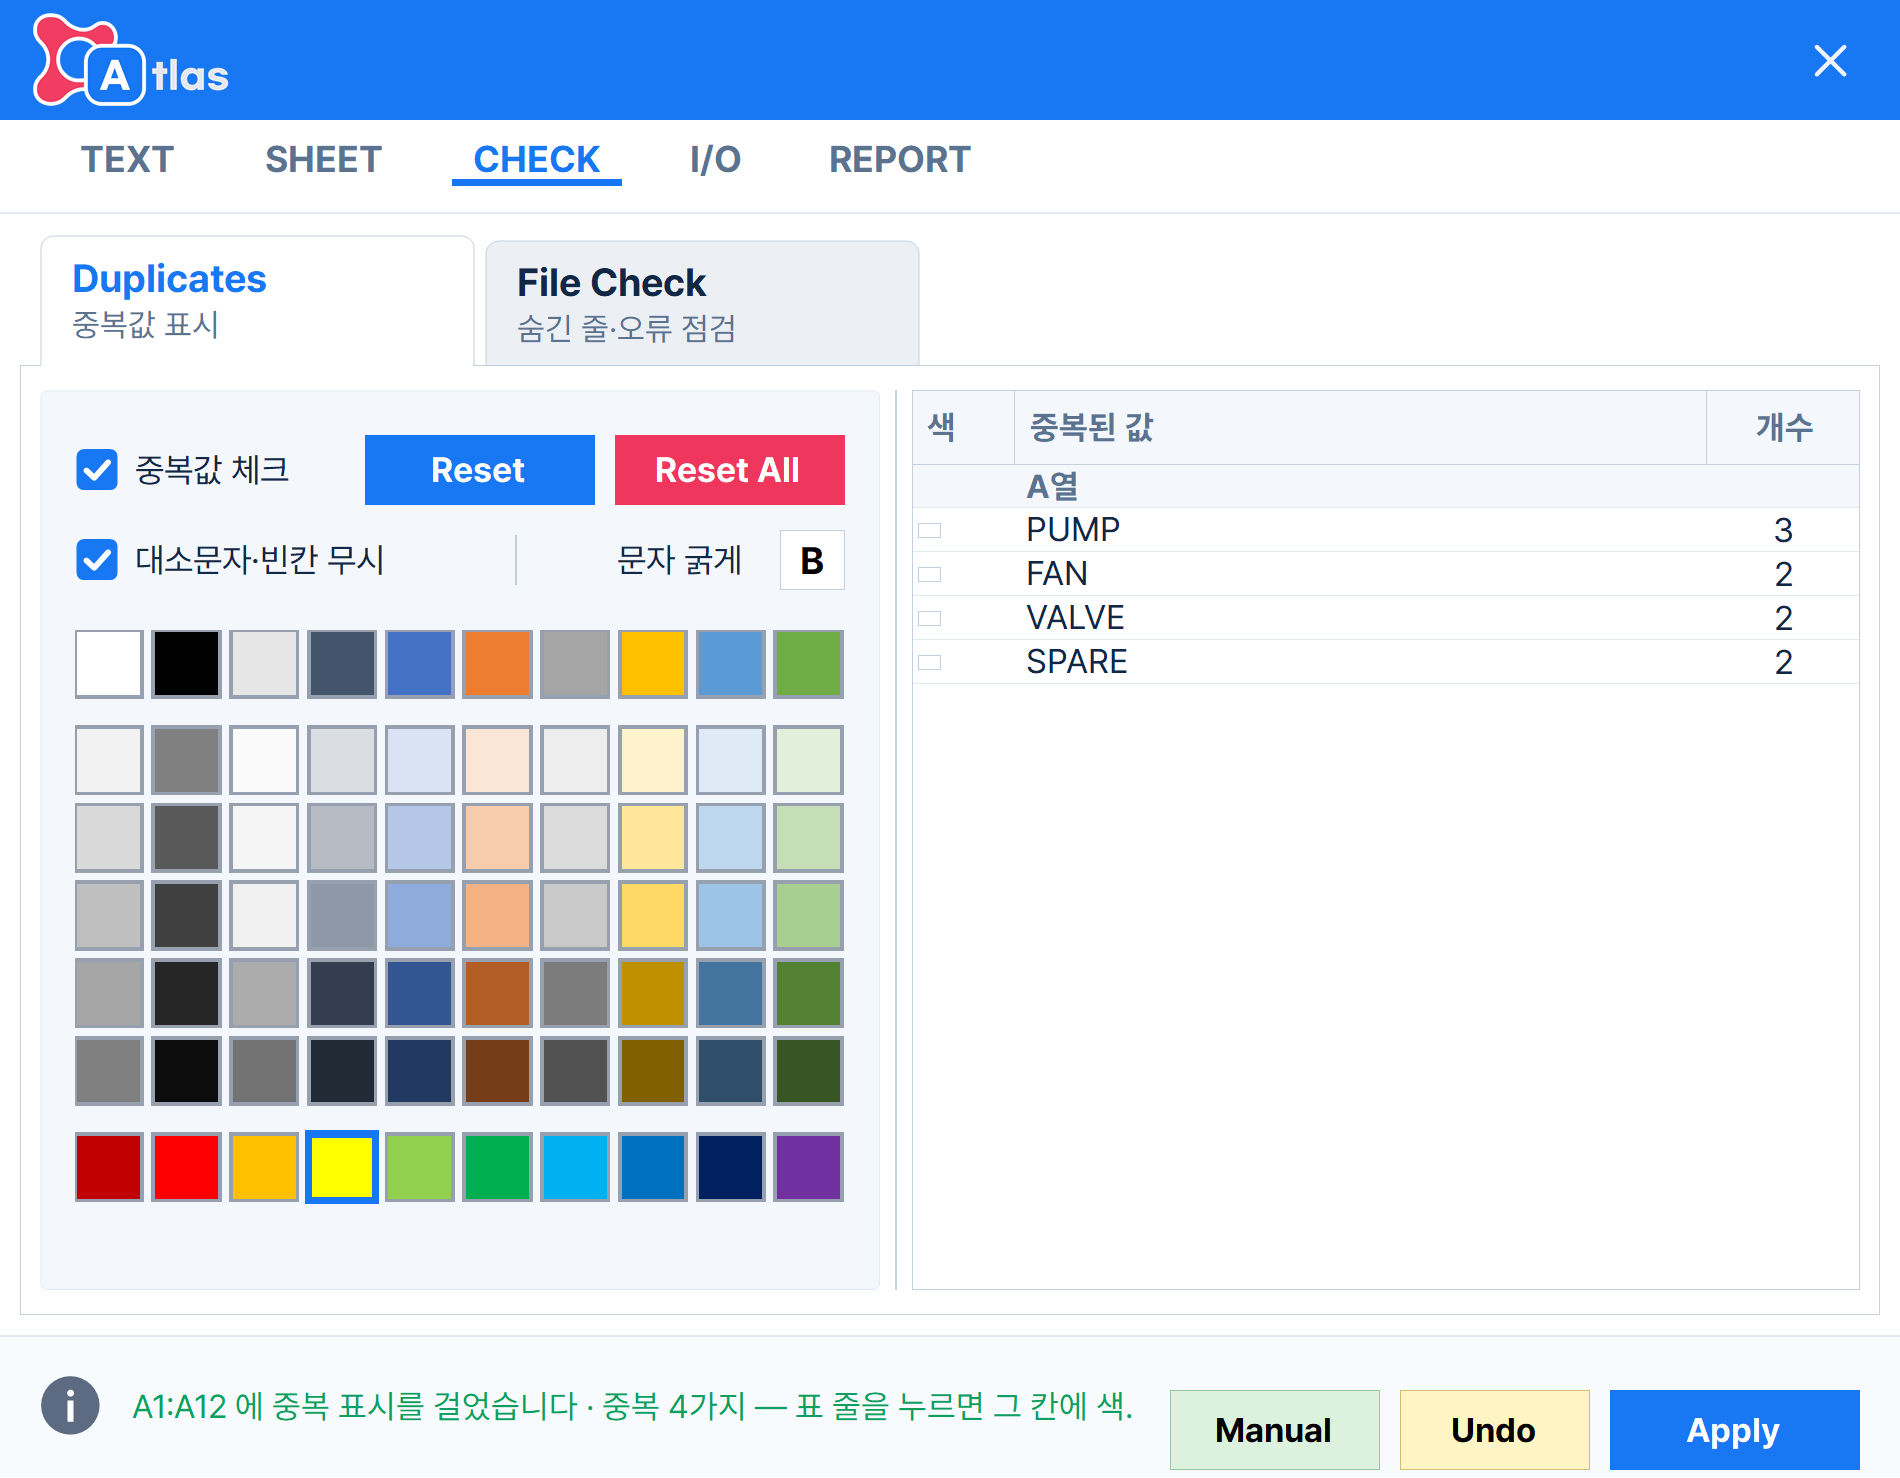 Atlas
TEXT SHEET CHECK I/O REPORT
Duplicates
중복값 표시
File Check
숨긴 줄·오류 점검
중복값 체크 Reset Reset All
대소문자·빈칸 무시 문자 굵게 B
색 중복된 값 개수
A열
PUMP 3
FAN 2
VALVE 2
SPARE 2
A1:A12 에 중복 표시를 걸었습니다 · 중복 4가지 — 표 줄을 누르면 그 칸에 색.
Manual Undo Apply